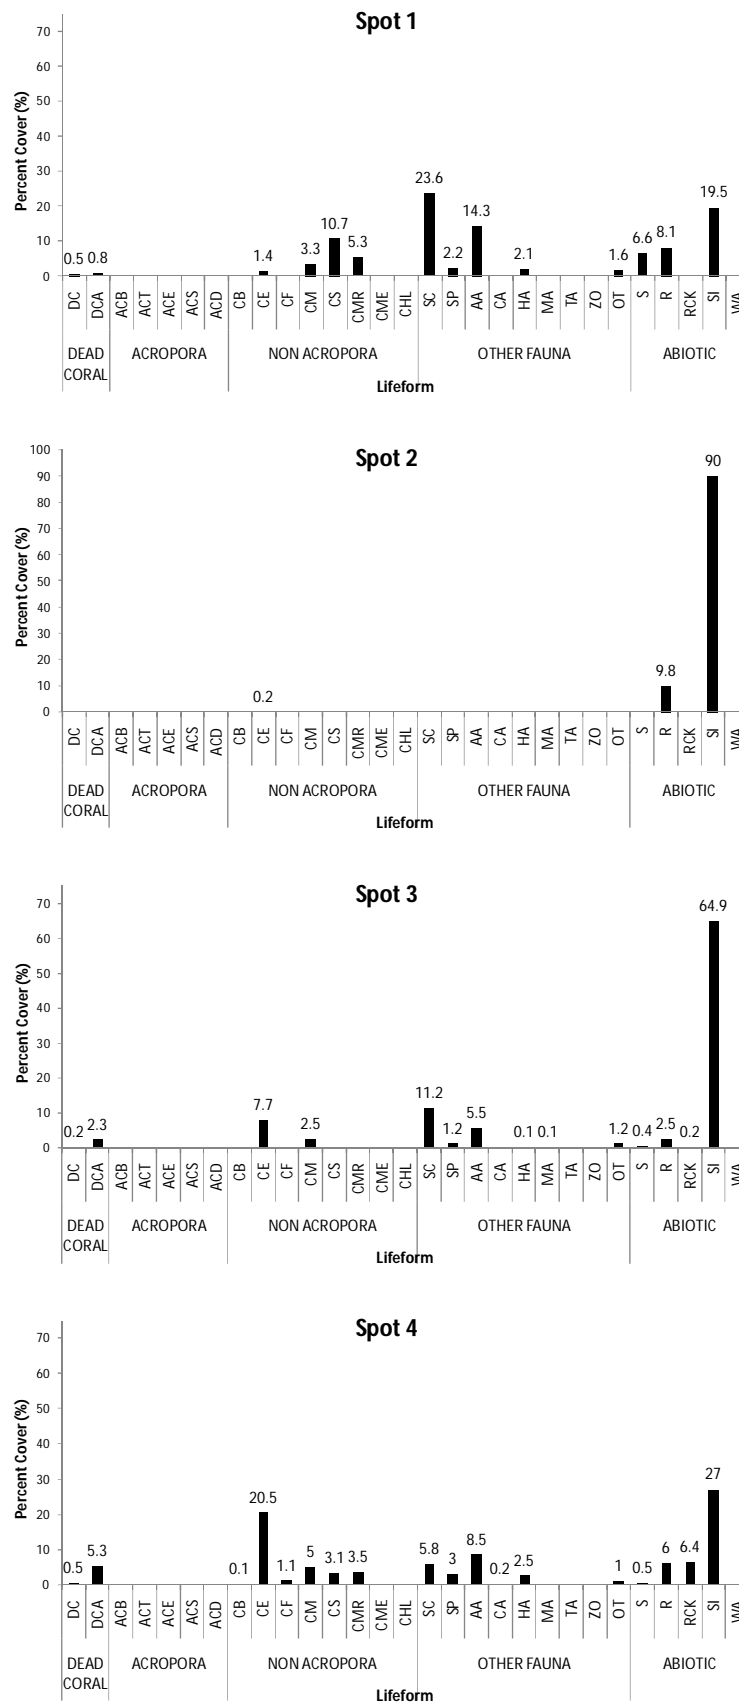 Spot 1
Percent Cover (%)
70
60
50
40
30
20
10
0
0.5 0.8 1.4 3.3 10.7 5.3 23.6 2.2 14.3 2.1 1.6 6.6 8.1 19.5
DC DCA ACB ACT ACE ACS ACD CB CE CF CM CS CMR CME CHL SC SP AA CA HA MA TA ZO OT S R RCK SI WA
DEAD CORAL ACROPORA NON ACROPORA OTHER FAUNA ABIOTIC
Lifeform
Spot 2
Percent Cover (%)
100
90
80
70
60
50
40
30
20
10
0
0.2 9.8 90
DC DCA ACB ACT ACE ACS ACD CB CE CF CM CS CMR CME CHL SC SP AA CA HA MA TA ZO OT S R RCK SI WA
DEAD CORAL ACROPORA NON ACROPORA OTHER FAUNA ABIOTIC
Lifeform
Spot 3
Percent Cover (%)
70
60
50
40
30
20
10
0
0.2 2.3 7.7 2.5 11.2 1.2 5.5 0.1 0.1 1.2 0.4 2.5 0.2 64.9
DC DCA ACB ACT ACE ACS ACD CB CE CF CM CS CMR CME CHL SC SP AA CA HA MA TA ZO OT S R RCK SI WA
DEAD CORAL ACROPORA NON ACROPORA OTHER FAUNA ABIOTIC
Lifeform
Spot 4
Percent Cover (%)
70
60
50
40
30
20
10
0
0.5 5.3 0.1 20.5 1.1 5 3.1 3.5 5.8 3 8.5 0.2 2.5 1 0.5 6 6.4 27
DC DCA ACB ACT ACE ACS ACD CB CE CF CM CS CMR CME CHL SC SP AA CA HA MA TA ZO OT S R RCK SI WA
DEAD CORAL ACROPORA NON ACROPORA OTHER FAUNA ABIOTIC
Lifeform